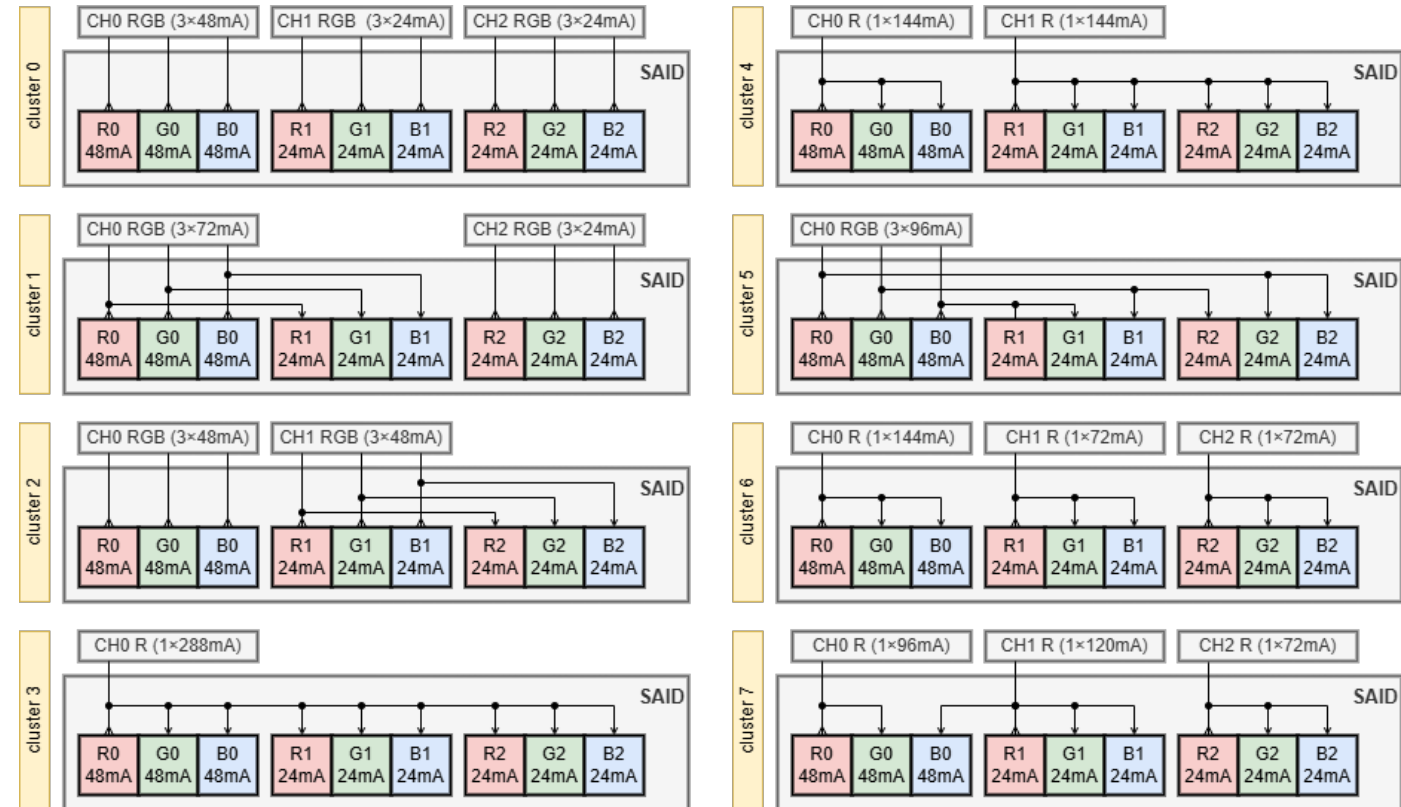 cluster 0
CH0 RGB (3×48mA) CH1 RGB (3×24mA) CH2 RGB (3×24mA)
SAID
R0 G0 B0 R1 G1 B1 R2 G2 B2
48mA 48mA 48mA 24mA 24mA 24mA 24mA 24mA 24mA
cluster 1
CH0 RGB (3×72mA) CH2 RGB (3×24mA)
SAID
R0 G0 B0 R1 G1 B1 R2 G2 B2
48mA 48mA 48mA 24mA 24mA 24mA 24mA 24mA 24mA
cluster 2
CH0 RGB (3×48mA) CH1 RGB (3×48mA)
SAID
R0 G0 B0 R1 G1 B1 R2 G2 B2
48mA 48mA 48mA 24mA 24mA 24mA 24mA 24mA 24mA
cluster 3
CH0 R (1×288mA)
SAID
R0 G0 B0 R1 G1 B1 R2 G2 B2
48mA 48mA 48mA 24mA 24mA 24mA 24mA 24mA 24mA
cluster 4
CH0 R (1×144mA) CH1 R (1×144mA)
SAID
R0 G0 B0 R1 G1 B1 R2 G2 B2
48mA 48mA 48mA 24mA 24mA 24mA 24mA 24mA 24mA
cluster 5
CH0 RGB (3×96mA)
SAID
R0 G0 B0 R1 G1 B1 R2 G2 B2
48mA 48mA 48mA 24mA 24mA 24mA 24mA 24mA 24mA
cluster 6
CH0 R (1×144mA) CH1 R (1×72mA) CH2 R (1×72mA)
SAID
R0 G0 B0 R1 G1 B1 R2 G2 B2
48mA 48mA 48mA 24mA 24mA 24mA 24mA 24mA 24mA
cluster 7
CH0 R (1×96mA) CH1 R (1×120mA) CH2 R (1×72mA)
SAID
R0 G0 B0 R1 G1 B1 R2 G2 B2
48mA 48mA 48mA 24mA 24mA 24mA 24mA 24mA 24mA